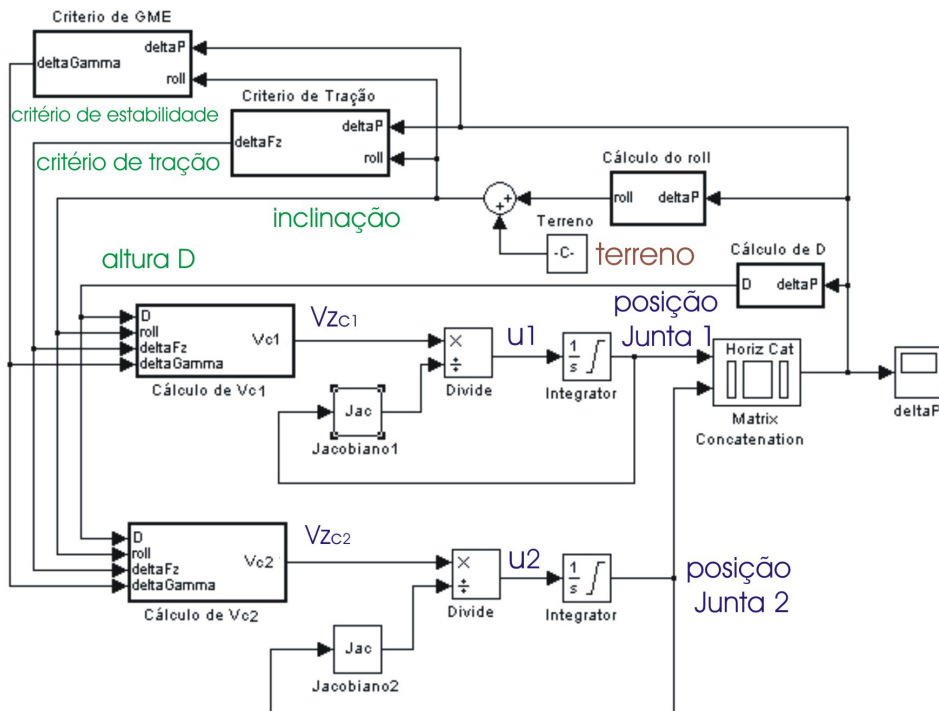 Criterio de GME
deltaP
deltaGamma
roll
critério de estabilidade
Criterio de Tração
deltaP
deltaFz
roll
critério de tração
Cálculo do roll
roll
deltaP
inclinação
Terreno
-C-
terreno
altura D
Cálculo de D
D
deltaP
D
roll
deltaFz
deltaGamma
Vc1
Cálculo de Vc1
Vzc1
×
÷
Divide
u1
1
s
Integrator
posição
Junta 1
Horiz Cat
Matrix
Concatenation
deltaP
Jac
Jacobiano1
D
roll
deltaFz
deltaGamma
Vc2
Cálculo de Vc2
Vzc2
×
÷
Divide
u2
1
s
Integrator
posição
Junta 2
Jac
Jacobiano2